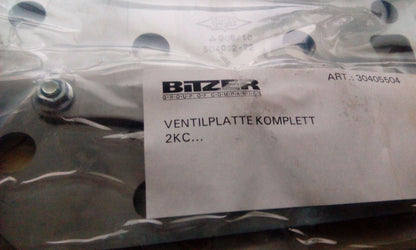 BITZER
GROUP OF COMPANIES
ART.: 30405504
VENTILPLATTE KOMPLETT
2KC...